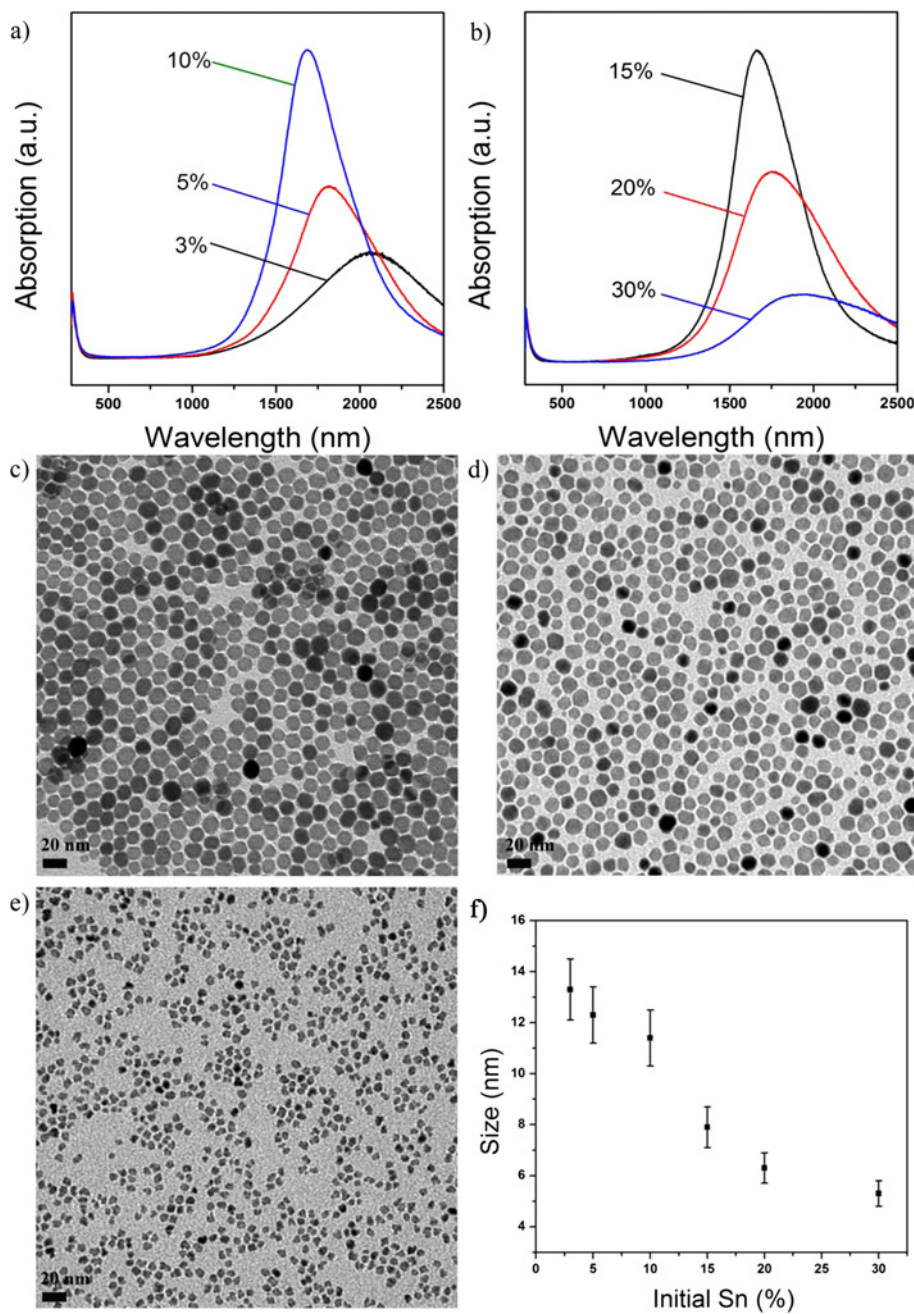 a)
10%
5%
3%
Absorption (a.u.)
500 1000 1500 2000 2500
Wavelength (nm)
b)
15%
20%
30%
Absorption (a.u.)
500 1000 1500 2000 2500
Wavelength (nm)
c)
20 nm
d)
20 nm
e)
20 nm
f)
16
14
12
10
8
6
4
Size (nm)
0 5 10 15 20 25 30
Initial Sn (%)